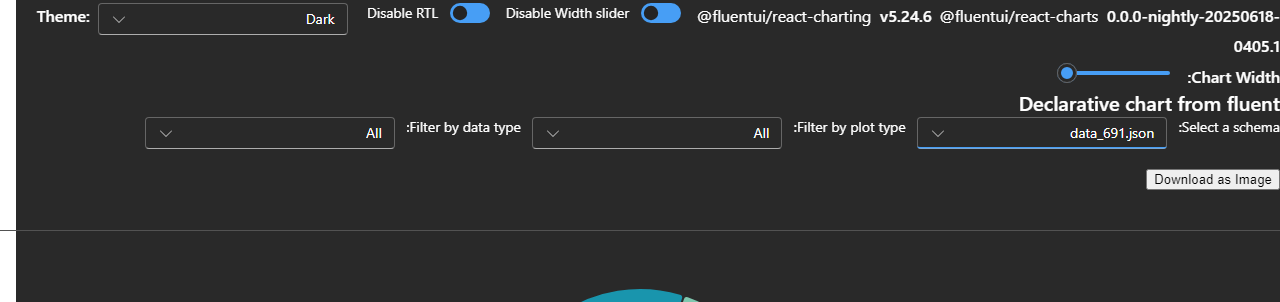 Theme: Dark Disable RTL Disable Width slider @fluentui/react-charting v5.24.6 @fluentui/react-charts 0.0.0-nightly-20250618-
0405.1
:Chart Width
Declarative chart from fluent
:Select a schema data_691.json :Filter by plot type All :Filter by data type All
Download as Image